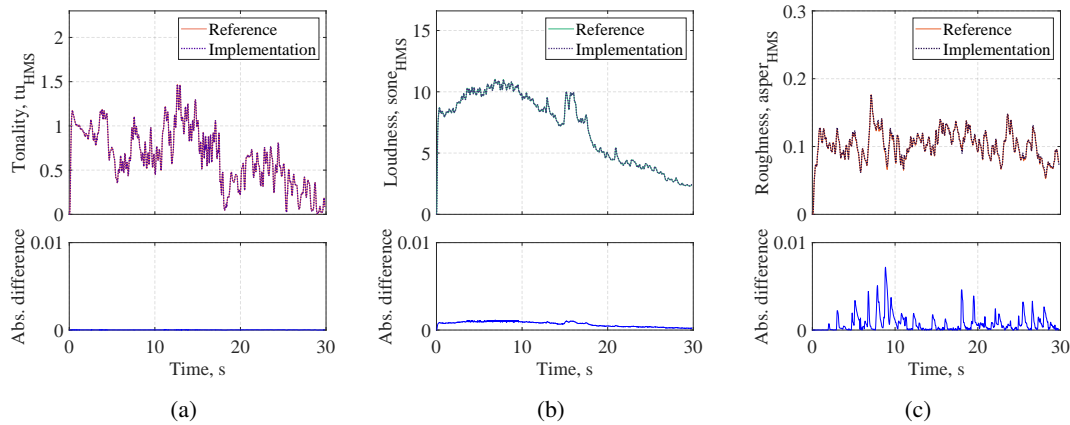 Tonality, tu_HMS
2
1.5
1
0.5
0
Reference
Implementation
Abs. difference
0.01
0
0 10 20 30
Time, s
(a)
Loudness, sone_HMS
15
10
5
0
Reference
Implementation
Abs. difference
0.01
0
0 10 20 30
Time, s
(b)
Roughness, asper_HMS
0.3
0.2
0.1
0
Reference
Implementation
Abs. difference
0.01
0
0 10 20 30
Time, s
(c)